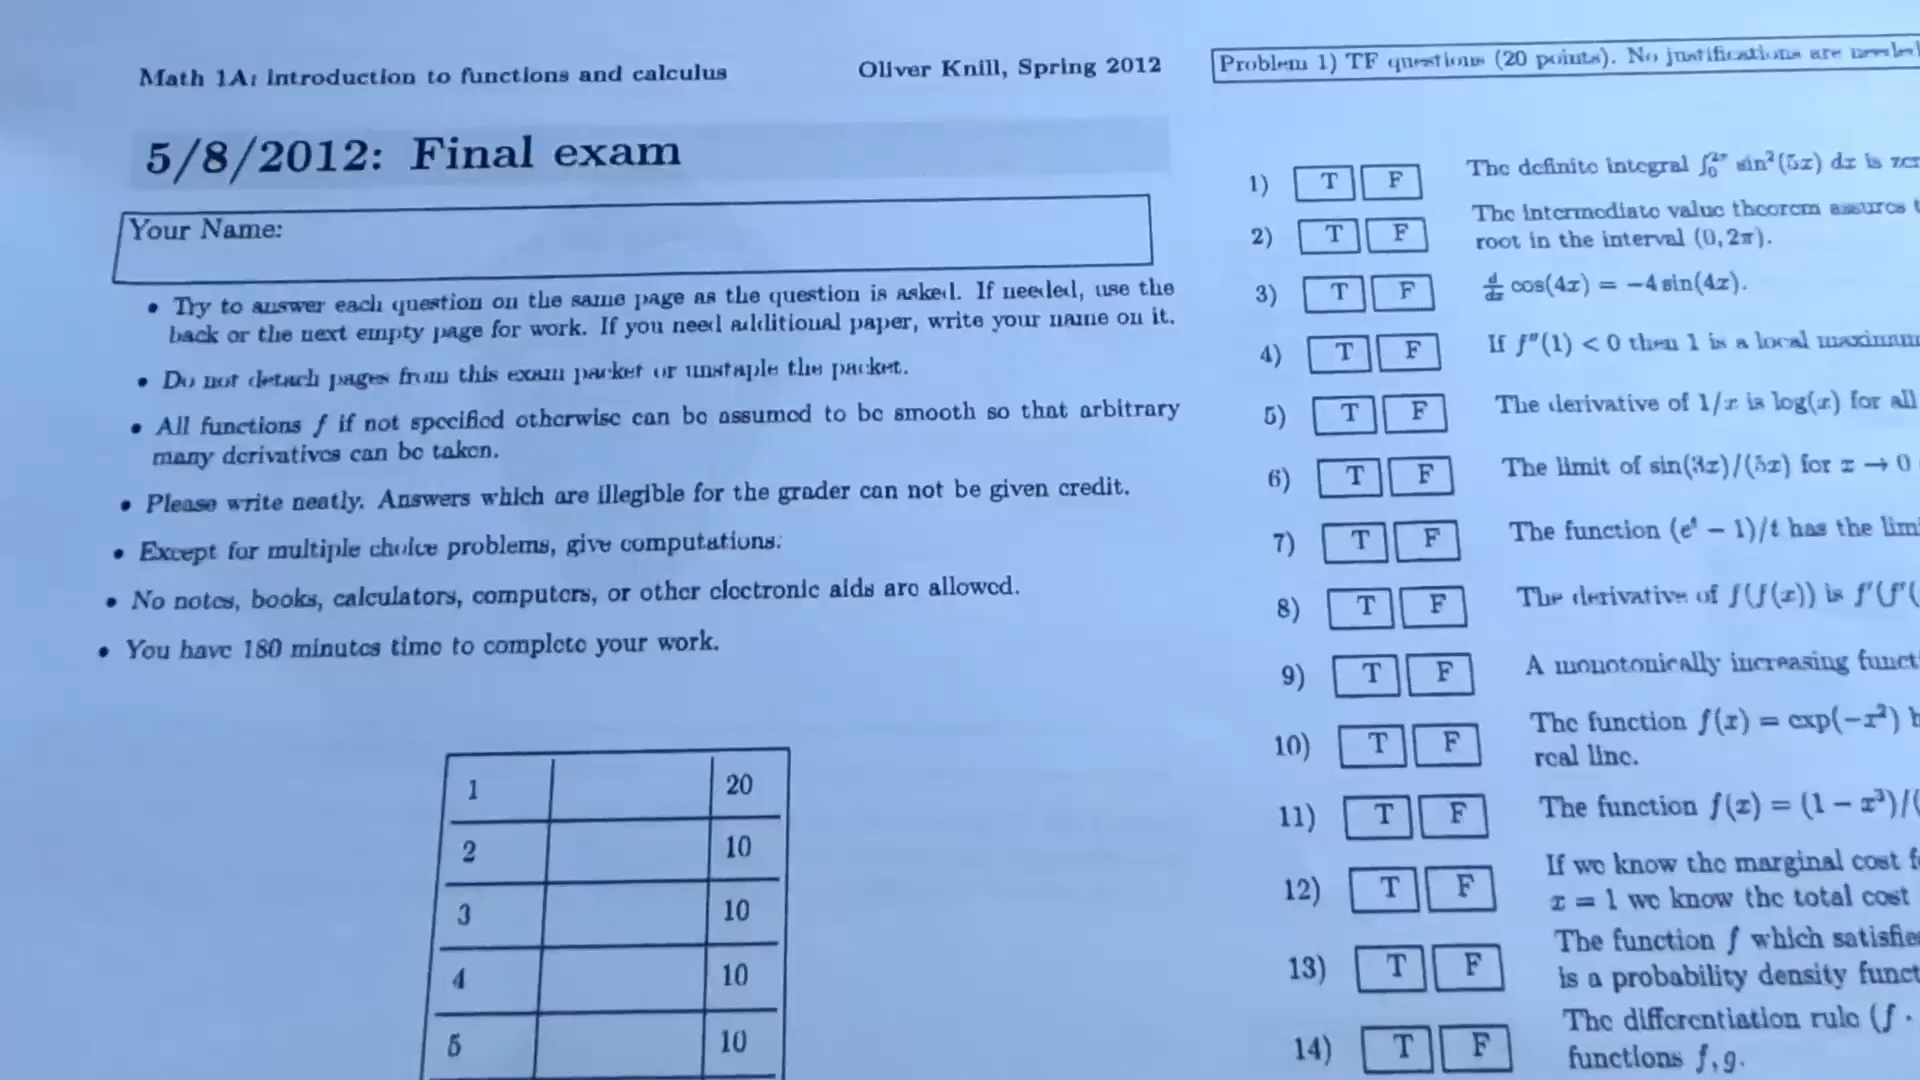 Math 1A: Introduction to functions and calculus
Oliver Knill, Spring 2012
5/8/2012: Final exam
Your Name:
• Try to answer each question on the same page as the question is asked. If needed, use the
back or the next empty page for work. If you need additional paper, write your name on it.
• Do not detach pages from this exam packet or unstaple the packet.
• All functions f if not specified otherwise can be assumed to be smooth so that arbitrary
many derivatives can be taken.
• Please write neatly. Answers which are illegible for the grader can not be given credit.
• Except for multiple choice problems, give computations.
• No notes, books, calculators, computers, or other electronic aids are allowed.
• You have 180 minutes time to complete your work.
1 20
2 10
3 10
4 10
5 10
Problem 1) TF questions (20 points). No justifications are needed
1) T F The definite integral ∫₀^{2π} sin²(5x) dx is
2) T F The intermediate value theorem assures
root in the interval (0, 2π).
3) T F d/dx cos(4x) = −4 sin(4x).
4) T F If f″(1) < 0 then 1 is a local maximum
5) T F The derivative of 1/x is log(x) for all
6) T F The limit of sin(3x)/(5x) for x → 0
7) T F The function (eᵗ − 1)/t has the
8) T F The derivative of f(f(x)) is f′(f′(
9) T F A monotonically increasing
10) T F The function f(x) = exp(−x²)
real line.
11) T F The function f(x) = (1 − x³)/(
12) T F If we know the marginal cost
x = 1 we know the total cost
13) T F The function f which
is a probability density
14) T F The differentiation rule (f ·
functions f, g.